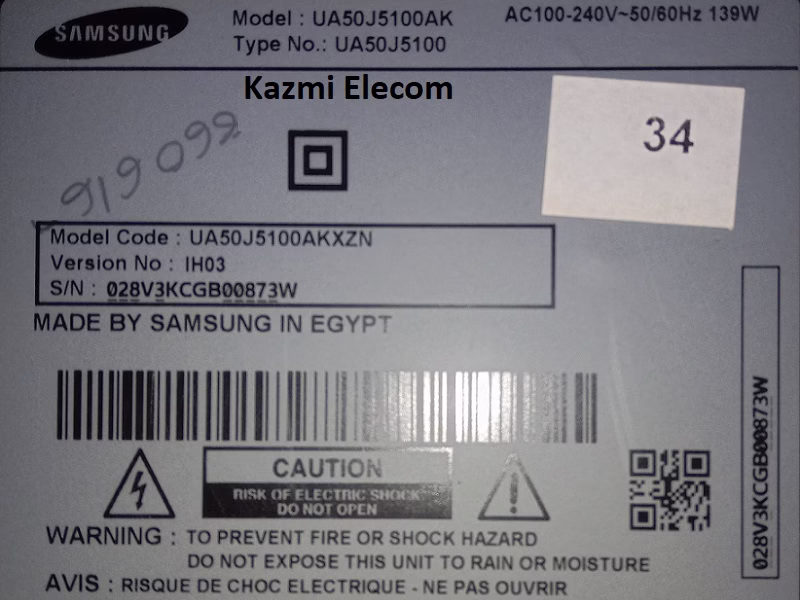 SAMSUNG
Model : UA50J5100AK
Type No.: UA50J5100
AC100-240V~50/60Hz 139W
Kazmi Elecom
34
Model Code : UA50J5100AKXZN
Version No : IH03
S/N : 028V3KCGB00873W
MADE BY SAMSUNG IN EGYPT
028V3KCGB00873W
CAUTION
RISK OF ELECTRIC SHOCK
DO NOT OPEN
WARNING : TO PREVENT FIRE OR SHOCK HAZARD
DO NOT EXPOSE THIS UNIT TO RAIN OR MOISTURE
AVIS : RISQUE DE CHOC ELECTRIQUE - NE PAS OUVRIR